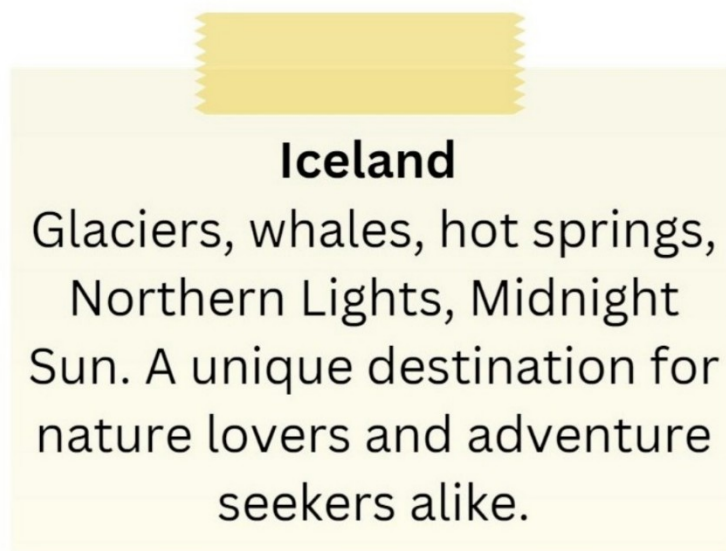 Iceland
Glaciers, whales, hot springs,
Northern Lights, Midnight
Sun. A unique destination for
nature lovers and adventure
seekers alike.